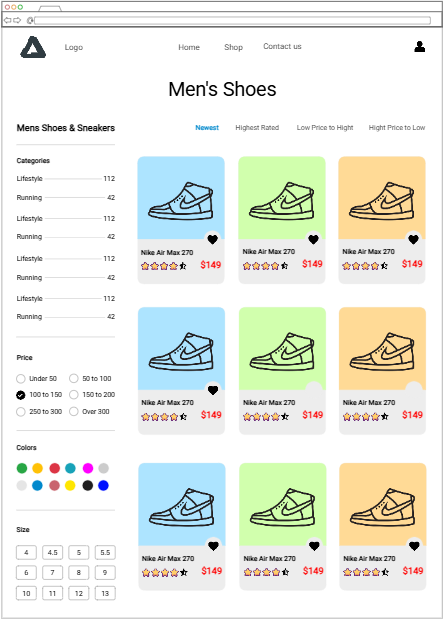 Logo
Home
Shop
Contact us
Men's Shoes
Mens Shoes & Sneakers
Newest
Highest Rated
Low Price to Hight
Hight Price to Low
Categories
Lifestyle 112
Running 42
Lifestyle 112
Running 42
Lifestyle 112
Running 42
Lifestyle 112
Running 42
Price
Under 50
50 to 100
100 to 150
150 to 200
250 to 300
Over 300
Colors
Size
4 4.5 5 5.5
6 7 8 9
10 11 12 13
Nike Air Max 270
$149
Nike Air Max 270
$149
Nike Air Max 270
$149
Nike Air Max 270
$149
Nike Air Max 270
$149
Nike Air Max 270
$149
Nike Air Max 270
$149
Nike Air Max 270
$149
Nike Air Max 270
$149